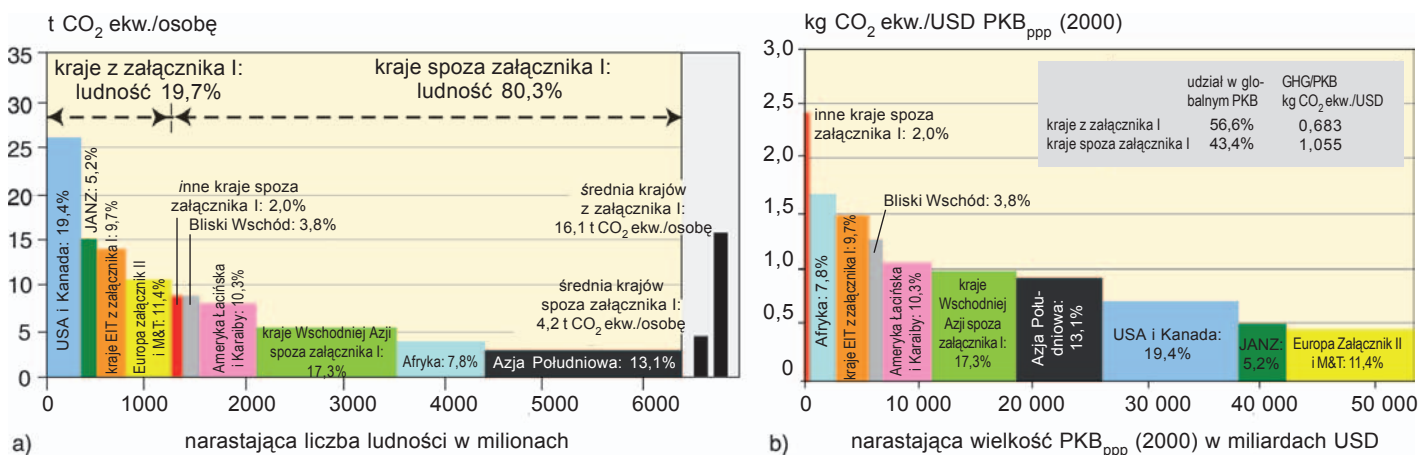 t CO₂ ekw./osobę
35
30
25
20
15
10
5
0
kraje z załącznika I:
ludność 19,7%
kraje spoza załącznika I:
ludność 80,3%
USA i Kanada: 19,4%
JANZ: 5,2%
kraje EIT z załącznika I: 9,7%
Europa załącznik II
i M&T: 11,4%
inne kraje spoza
załącznika I: 2,0%
Bliski Wschód: 3,8%
Ameryka Łacińska
i Karaiby: 10,3%
kraje Wschodniej Azji
spoza załącznika I:
17,3%
Afryka: 7,8%
Azja Południowa: 13,1%
średnia krajów
z załącznika I:
16,1 t CO₂ ekw./osobę
średnia krajów
spoza załącznika I:
4,2 t CO₂ ekw./osobę
0 1000 2000 3000 4000 5000 6000
a) narastająca liczba ludności w milionach
kg CO₂ ekw./USD PKBₚₚₚ (2000)
3,0
2,5
2,0
1,5
1,0
0,5
0
inne kraje spoza
załącznika I: 2,0%
udział w glo-
balnym PKB
GHG/PKB
kg CO₂ ekw./USD
kraje z załącznika I 56,6% 0,683
kraje spoza załącznika I 43,4% 1,055
Afryka: 7,8%
kraje EIT z załącznika I: 9,7%
Bliski Wschód: 3,8%
Ameryka Łacińska
i Karaiby: 10,3%
kraje
Wschodniej
Azji spoza
załącznika I:
17,3%
Azja Połu-
dniowa:
13,1%
USA i Kanada:
19,4%
JANZ:
5,2%
Europa Załącznik II
i M&T: 11,4%
0 10 000 20 000 30 000 40 000 50 000
b) narastająca wielkość PKBₚₚₚ (2000) w miliardach USD